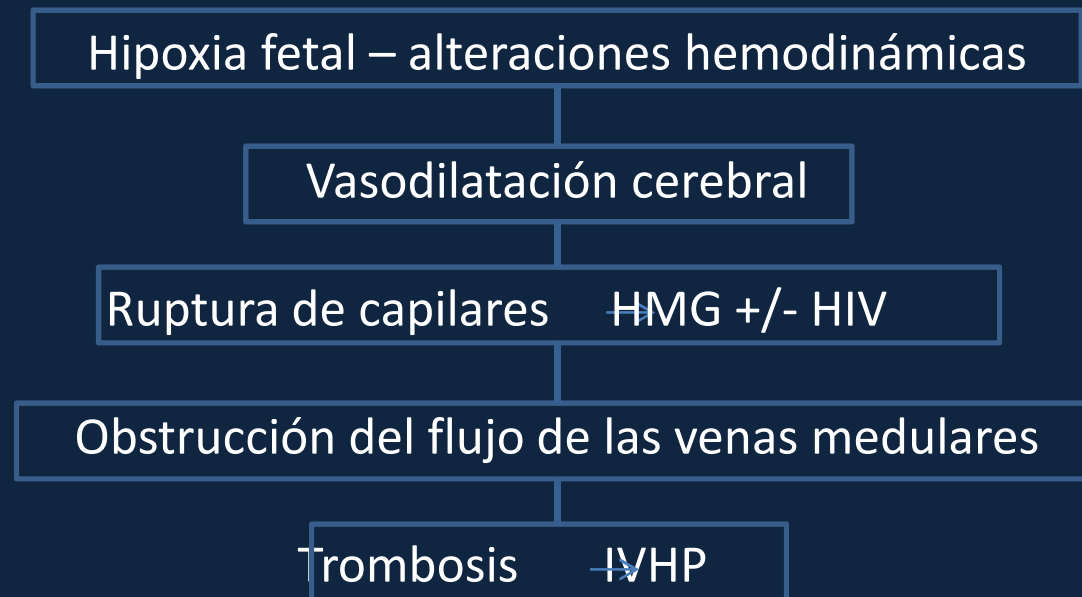 Hipoxia fetal – alteraciones hemodinámicas
Vasodilatación cerebral
Ruptura de capilares → HMG +/- HIV
Obstrucción del flujo de las venas medulares
Trombosis → IVHP